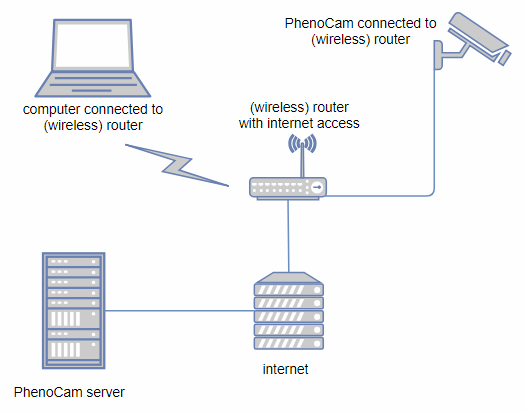 PhenoCam connected to
(wireless) router
computer connected to
(wireless) router
(wireless) router
with internet access
internet
PhenoCam server